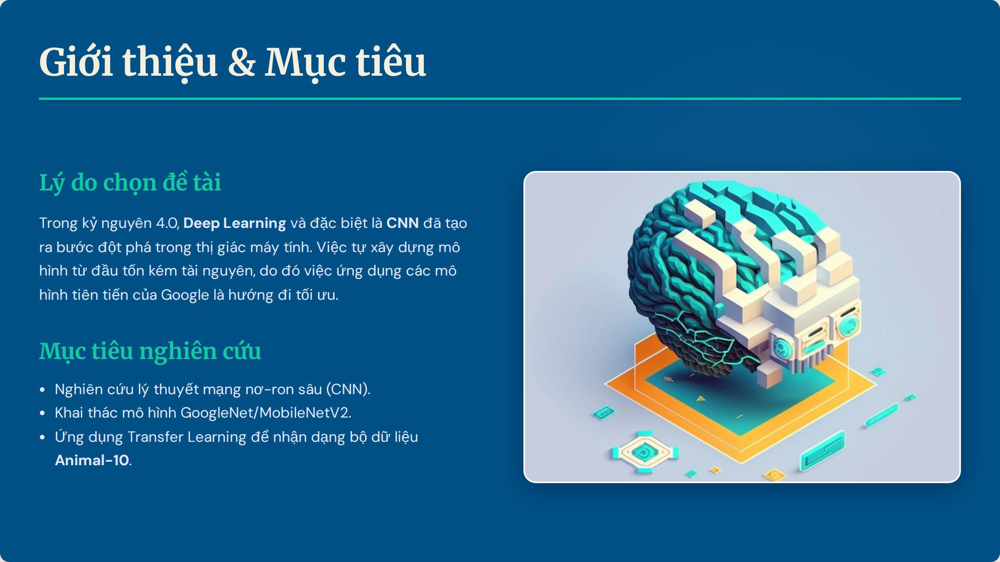 Giới thiệu & Mục tiêu
Lý do chọn đề tài
Trong kỷ nguyên 4.0, Deep Learning và đặc biệt là CNN đã tạo
ra bước đột phá trong thị giác máy tính. Việc tự xây dựng mô
hình từ đầu tốn kém tài nguyên, do đó việc ứng dụng các mô
hình tiên tiến của Google là hướng đi tối ưu.
Mục tiêu nghiên cứu
• Nghiên cứu lý thuyết mạng nơ-ron sâu (CNN).
• Khai thác mô hình GoogleNet/MobileNetV2.
• Ứng dụng Transfer Learning để nhận dạng bộ dữ liệu
Animal-10.